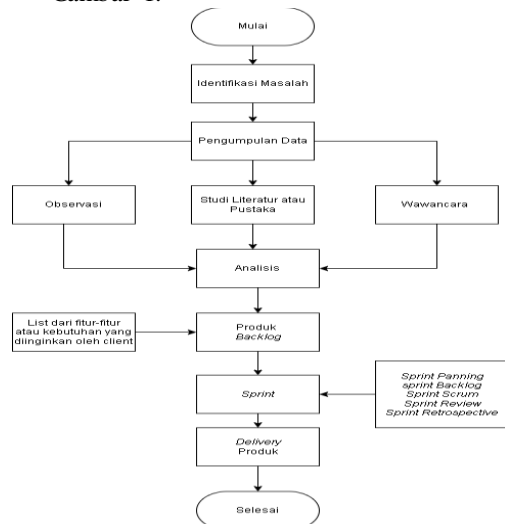 Gambar 1.
Mulai
Identifikasi Masalah
Pengumpulan Data
Observasi
Studi Literatur atau
Pustaka
Wawancara
Analisis
List dari fitur-fitur
atau kebutuhan yang
diinginkan oleh client
Produk
Backlog
Sprint
Sprint Panning
sprint Backlog
Sprint Scrum
Sprint Review
Sprint Retrospective
Delivery
Produk
Selesai